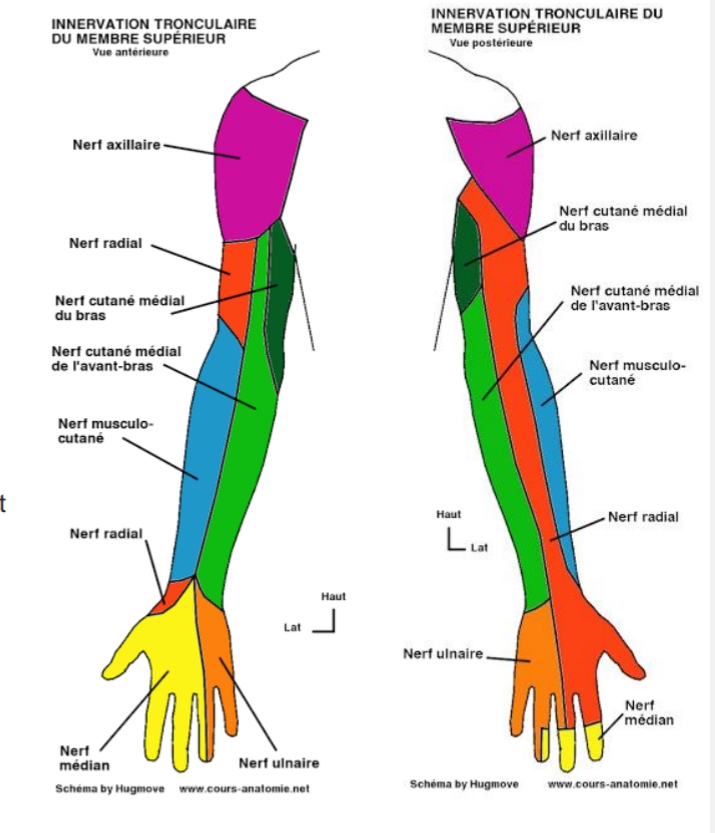 INNERVATION TRONCULAIRE
DU MEMBRE SUPÉRIEUR
Vue antérieure
Nerf axillaire
Nerf radial
Nerf cutané médial
du bras
Nerf cutané médial
de l'avant-bras
Nerf musculo-
cutané
t
Nerf radial
Haut
Lat
Nerf
médian
Nerf ulnaire
Schéma by Hugmove www.cours-anatomie.net
INNERVATION TRONCULAIRE DU
MEMBRE SUPÉRIEUR
Vue postérieure
Nerf axillaire
Nerf cutané médial
du bras
Nerf cutané médial
de l'avant-bras
Nerf musculo-
cutané
Haut
Lat
Nerf radial
Nerf ulnaire
Nerf
médian
Schéma by Hugmove www.cours-anatomie.net